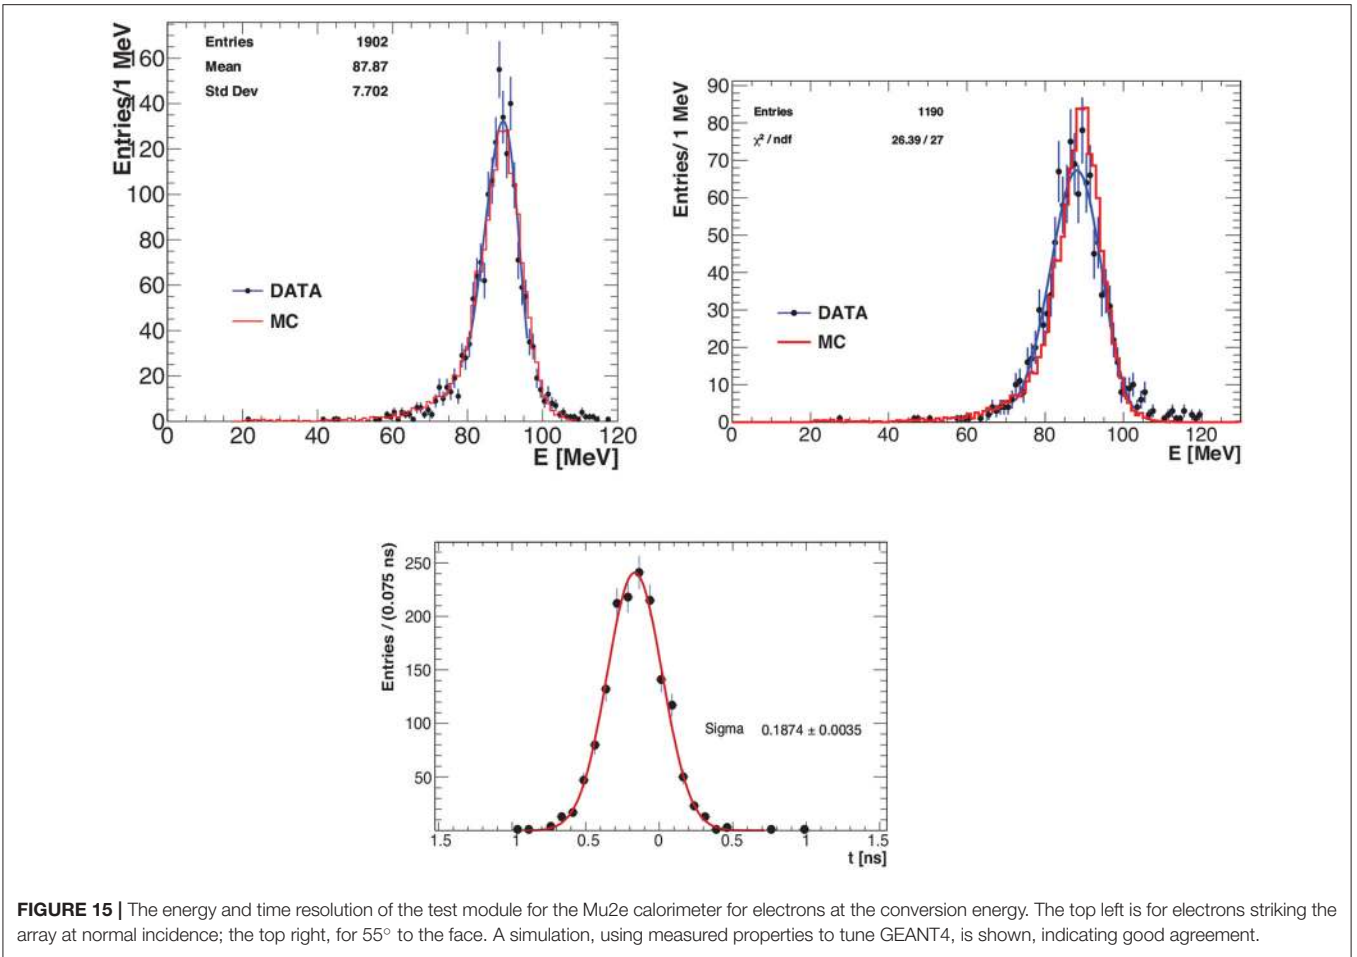 Entries 1902
Mean 87.87
Std Dev 7.702
Entries/1 MeV
160
140
120
100
80
60
40
20
0
DATA
MC
0 20 40 60 80 100 120
E [MeV]
Entries 1190
χ² / ndf 26.39 / 27
Entries/ 1 MeV
90
80
70
60
50
40
30
20
10
0
DATA
MC
0 20 40 60 80 100 120
E [MeV]
Entries / (0.075 ns)
250
200
150
100
50
Sigma 0.1874 ± 0.0035
1.5 1 0.5 0 0.5 1 1.5
t [ns]
FIGURE 15 | The energy and time resolution of the test module for the Mu2e calorimeter for electrons at the conversion energy. The top left is for electrons striking the
array at normal incidence; the top right, for 55° to the face. A simulation, using measured properties to tune GEANT4, is shown, indicating good agreement.